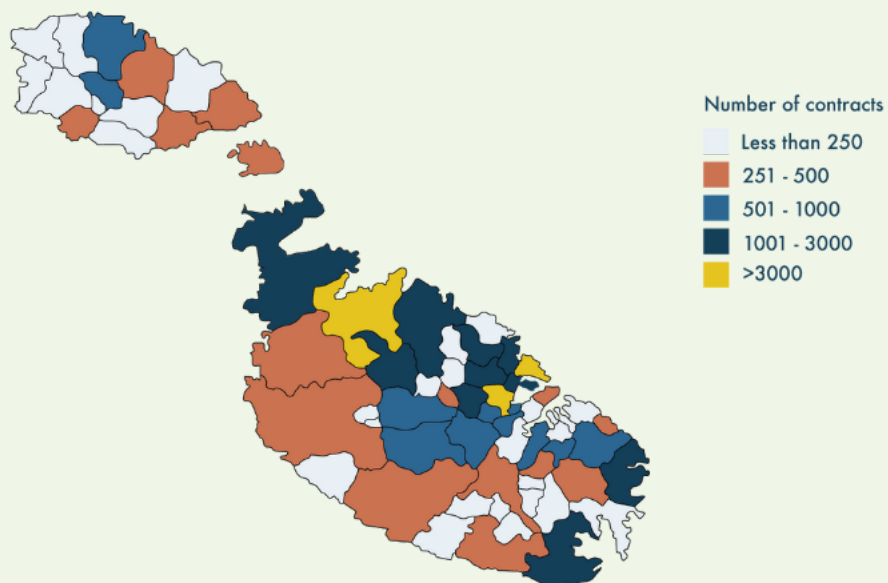 Number of contracts
Less than 250
251 - 500
501 - 1000
1001 - 3000
>3000